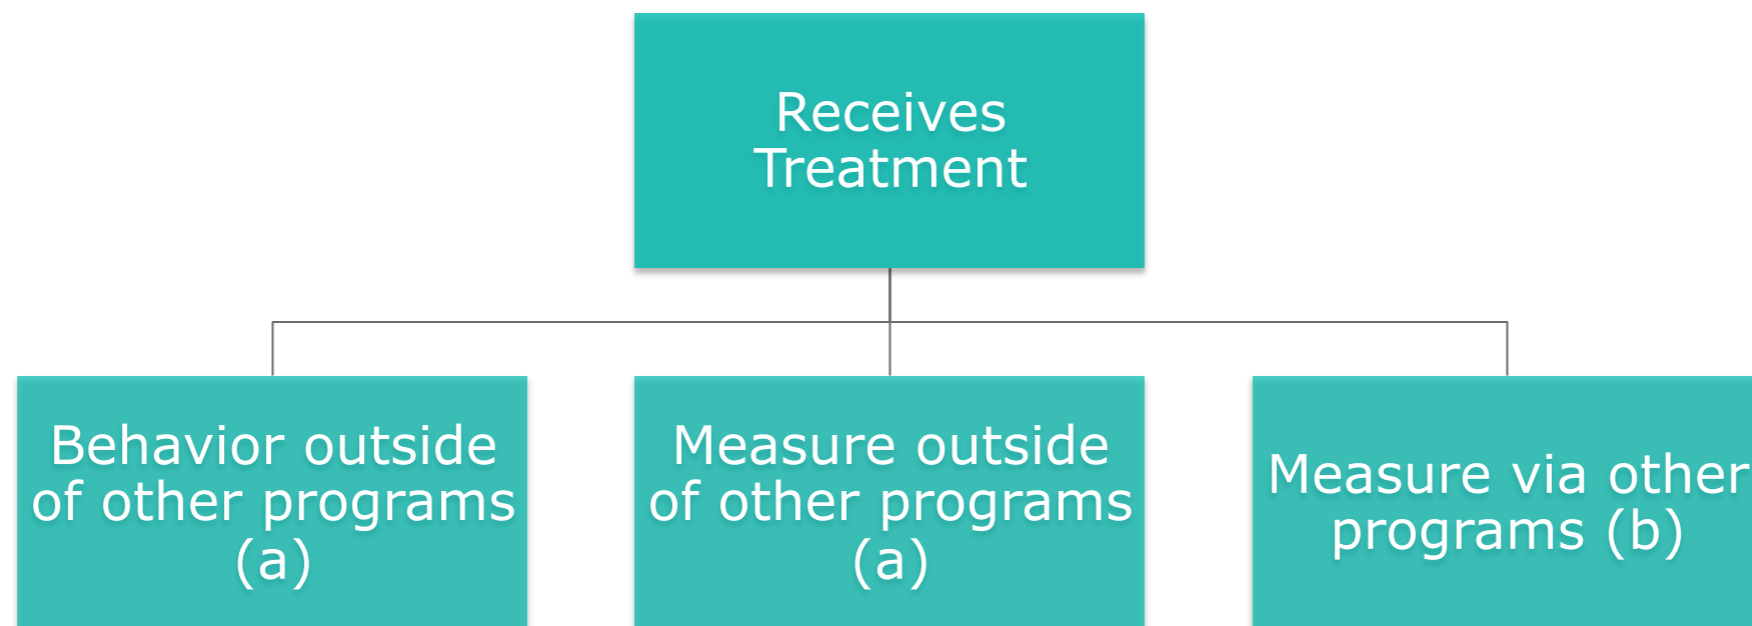 Receives
Treatment
Behavior outside
of other programs
(a)
Measure outside
of other programs
(a)
Measure via other
programs (b)